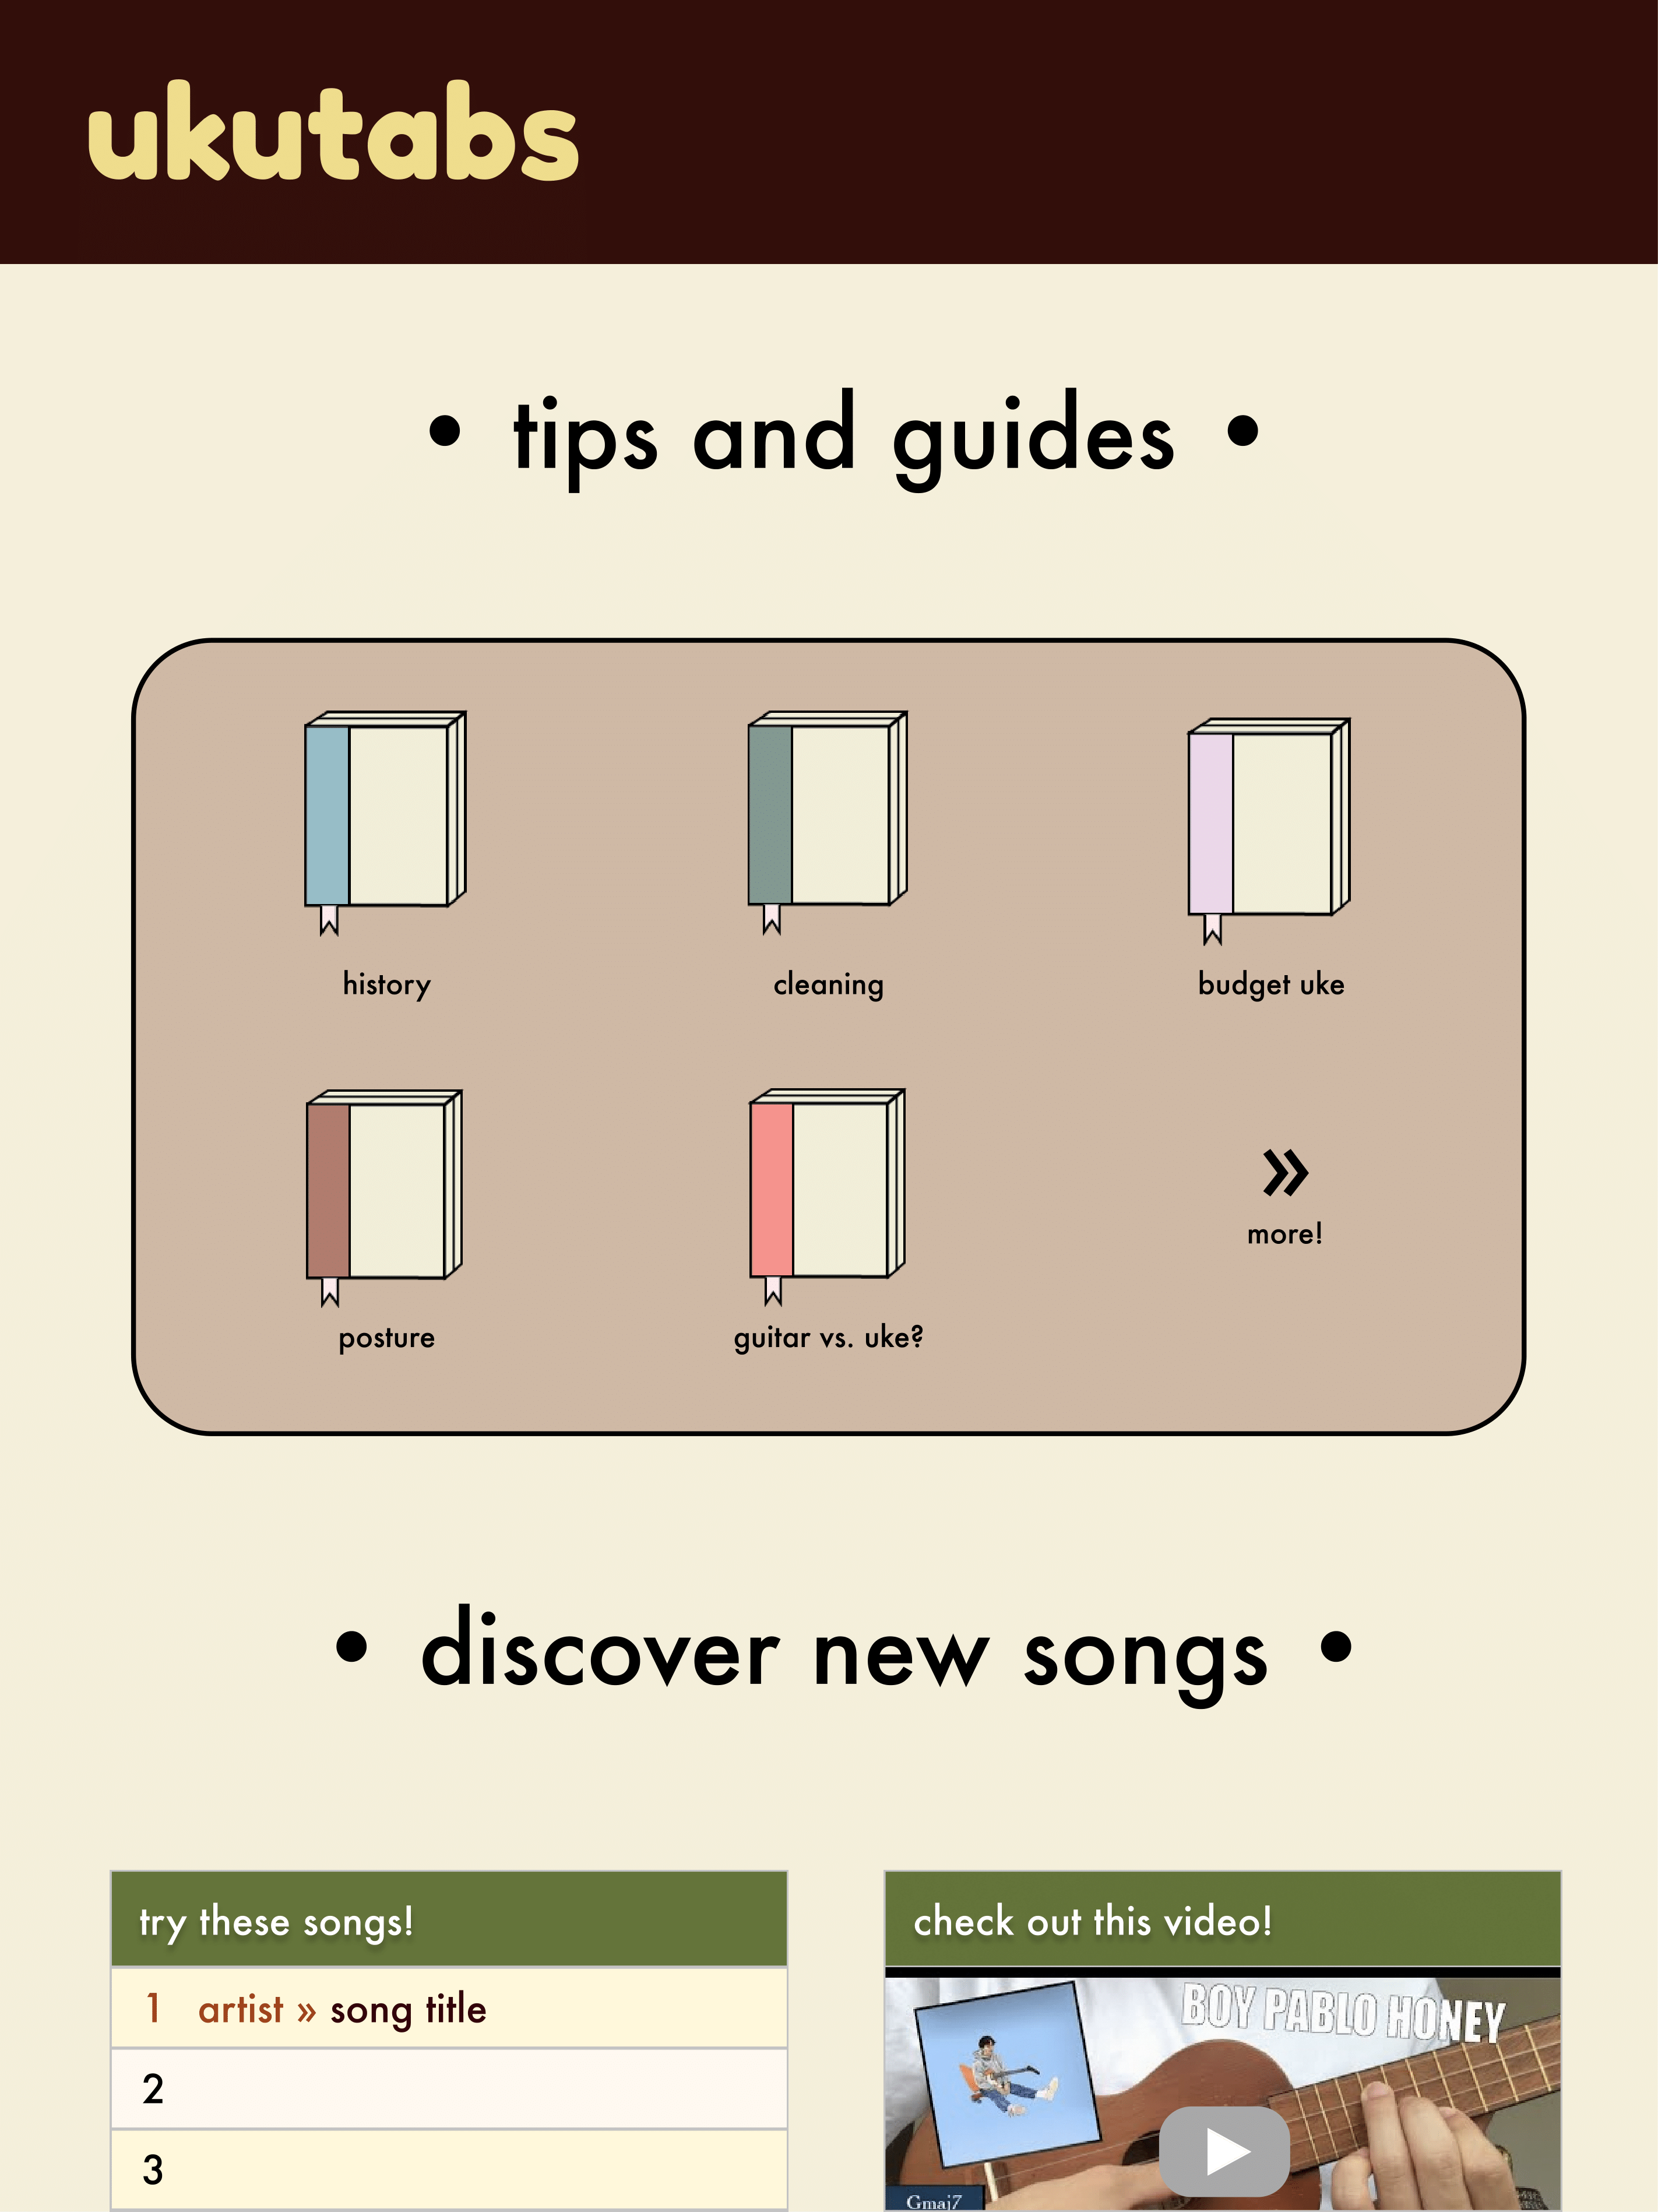 ukutabs
• tips and guides •
history
cleaning
budget uke
posture
guitar vs. uke?
»
more!
• discover new songs •
try these songs!
1 artist » song title
2
3
check out this video!
BOY PABLO HONEY
Gmaj7